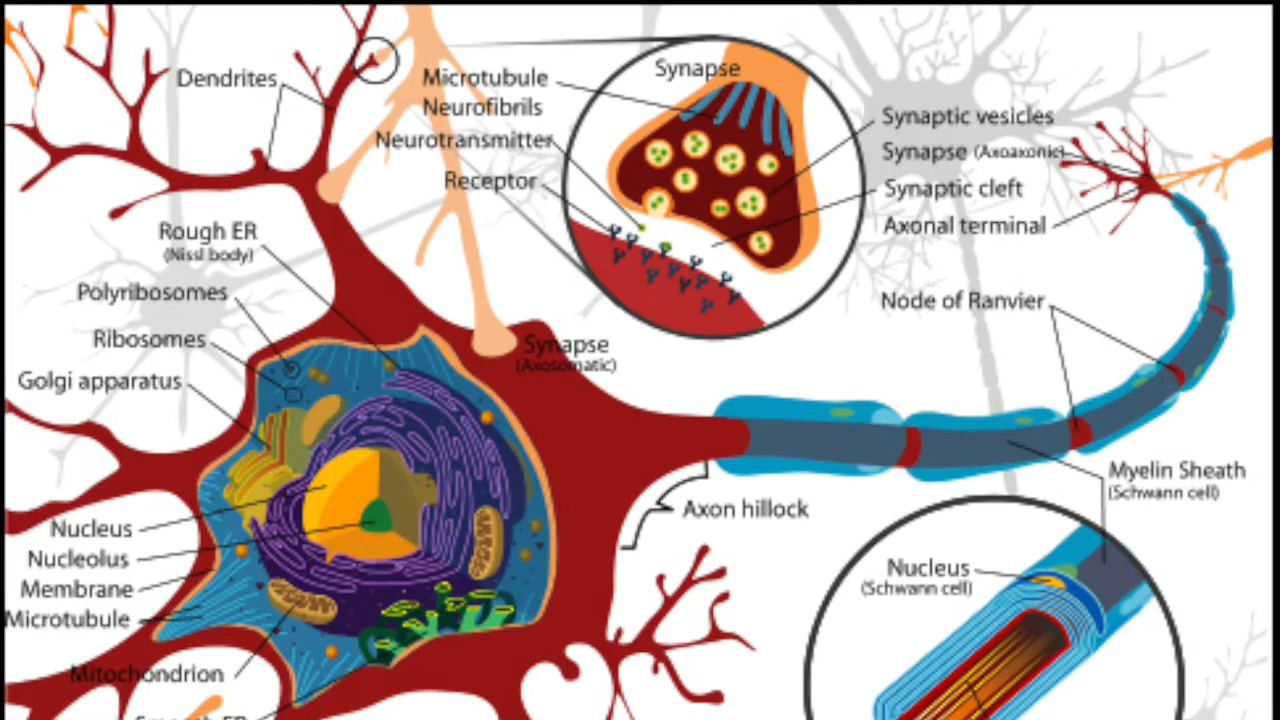 Dendrites
Microtubule
Neurofibrils
Neurotransmitter
Receptor
Synapse
Synaptic vesicles
Synapse (Axoaxonic)
Synaptic cleft
Axonal terminal
Rough ER
(Nissl body)
Polyribosomes
Ribosomes
Golgi apparatus
Synapse
(Axosomatic)
Node of Ranvier
Myelin Sheath
(Schwann cell)
Axon hillock
Nucleus
Nucleolus
Membrane
Microtubule
Mitochondrion
Smooth ER
Nucleus
(Schwann cell)